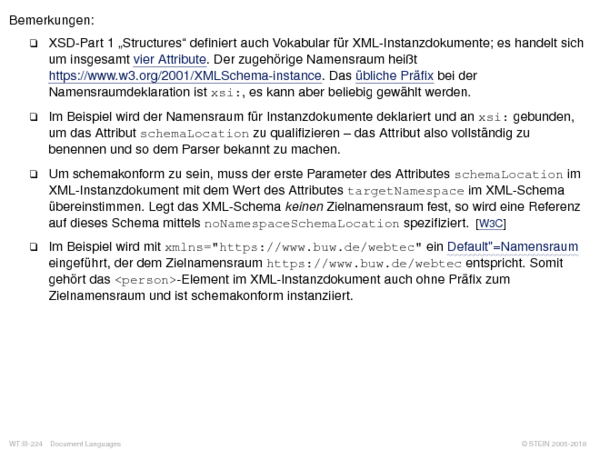 Bemerkungen:
❑ XSD-Part 1 „Structures“ definiert auch Vokabular für XML-Instanzdokumente; es handelt sich
um insgesamt vier Attribute. Der zugehörige Namensraum heißt
https://www.w3.org/2001/XMLSchema-instance. Das übliche Präfix bei der
Namensraumdeklaration ist xsi:, es kann aber beliebig gewählt werden.
❑ Im Beispiel wird der Namensraum für Instanzdokumente deklariert und an xsi: gebunden,
um das Attribut schemaLocation zu qualifizieren – das Attribut also vollständig zu
benennen und so dem Parser bekannt zu machen.
❑ Um schemakonform zu sein, muss der erste Parameter des Attributes schemaLocation im
XML-Instanzdokument mit dem Wert des Attributes targetNamespace im XML-Schema
übereinstimmen. Legt das XML-Schema keinen Zielnamensraum fest, so wird eine Referenz
auf dieses Schema mittels noNamespaceSchemaLocation spezifiziert. [W3C]
❑ Im Beispiel wird mit xmlns="https://www.buw.de/webtec" ein Default"=Namensraum
eingeführt, der dem Zielnamensraum https://www.buw.de/webtec entspricht. Somit
gehört das <person>-Element im XML-Instanzdokument auch ohne Präfix zum
Zielnamensraum und ist schemakonform instanziiert.
WT:III-224 Document Languages © STEIN 2005-2018